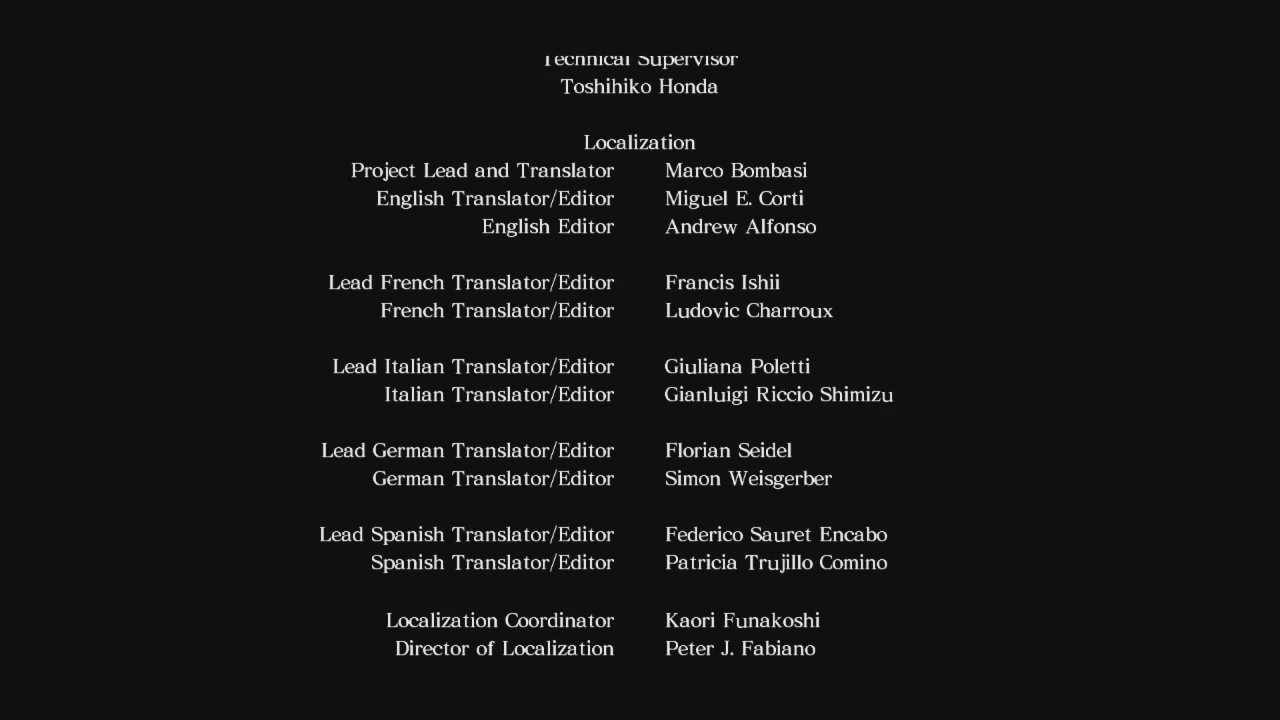 Technical Supervisor
Toshihiko Honda
Localization
Project Lead and Translator Marco Bombasi
English Translator/Editor Miguel E. Corti
English Editor Andrew Alfonso
Lead French Translator/Editor Francis Ishii
French Translator/Editor Ludovic Charroux
Lead Italian Translator/Editor Giuliana Poletti
Italian Translator/Editor Gianluigi Riccio Shimizu
Lead German Translator/Editor Florian Seidel
German Translator/Editor Simon Weisgerber
Lead Spanish Translator/Editor Federico Sauret Encabo
Spanish Translator/Editor Patricia Trujillo Comino
Localization Coordinator Kaori Funakoshi
Director of Localization Peter J. Fabiano